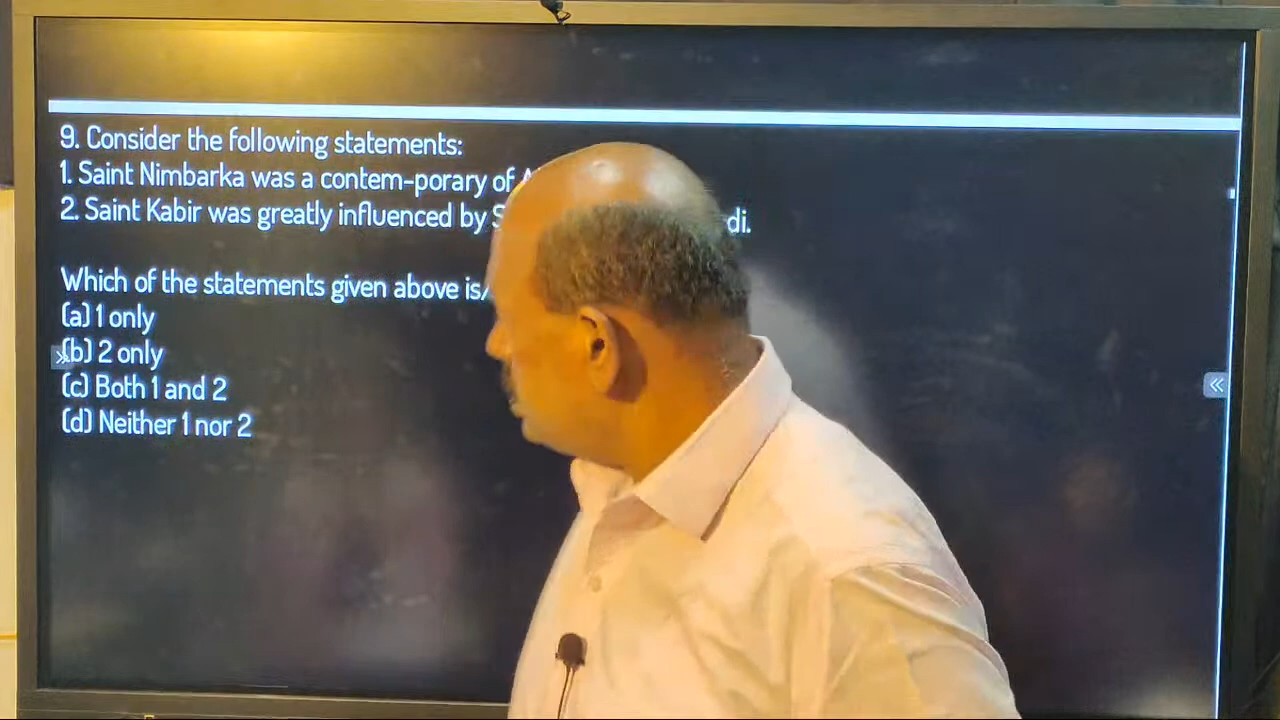 9. Consider the following statements:
1. Saint Nimbarka was a contem-porary of
2. Saint Kabir was greatly influenced by di.
Which of the statements given above is/
(a) 1 only
(b) 2 only
(c) Both 1 and 2
(d) Neither 1 nor 2